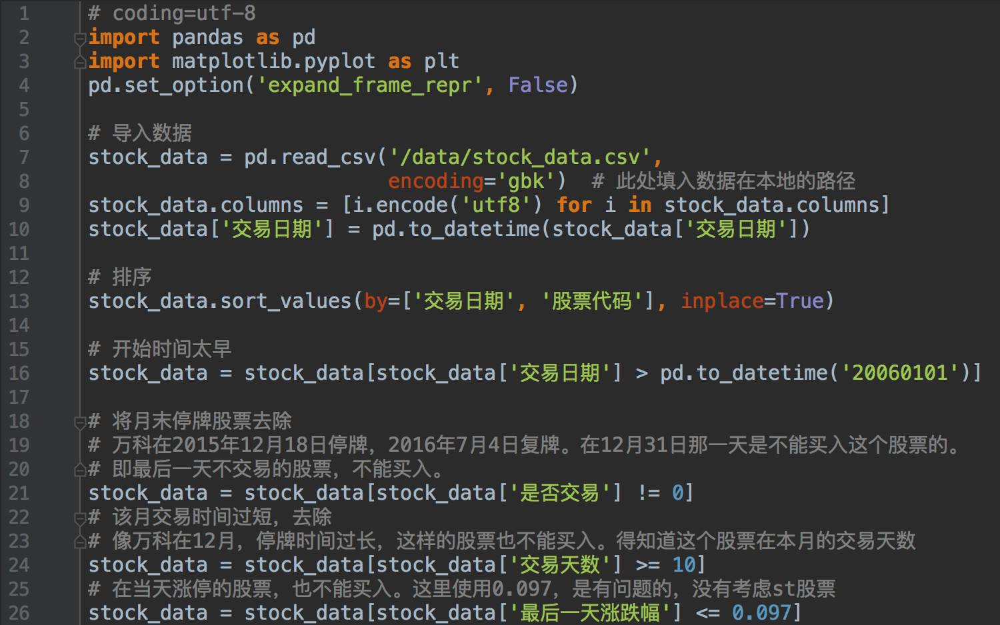 1 # coding=utf-8
2 import pandas as pd
3 import matplotlib.pyplot as plt
4 pd.set_option('expand_frame_repr', False)
5
6 # 导入数据
7 stock_data = pd.read_csv('/data/stock_data.csv',
8                          encoding='gbk')  # 此处填入数据在本地的路径
9 stock_data.columns = [i.encode('utf8') for i in stock_data.columns]
10 stock_data['交易日期'] = pd.to_datetime(stock_data['交易日期'])
11
12 # 排序
13 stock_data.sort_values(by=['交易日期', '股票代码'], inplace=True)
14
15 # 开始时间太早
16 stock_data = stock_data[stock_data['交易日期'] > pd.to_datetime('20060101')]
17
18 # 将月末停牌股票去除
19 # 万科在2015年12月18日停牌，2016年7月4日复牌。在12月31日那一天是不能买入这个股票的。
20 # 即最后一天不交易的股票，不能买入。
21 stock_data = stock_data[stock_data['是否交易'] != 0]
22 # 该月交易时间过短，去除
23 # 像万科在12月，停牌时间过长，这样的股票也不能买入。得知道这个股票在本月的交易天数
24 stock_data = stock_data[stock_data['交易天数'] >= 10]
25 # 在当天涨停的股票，也不能买入。这里使用0.097，是有问题的，没有考虑st股票
26 stock_data = stock_data[stock_data['最后一天涨跌幅'] <= 0.097]